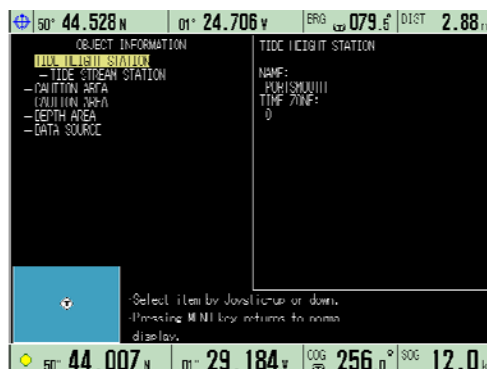 50° 44.528 N 01° 24.706 W BRG 079.6° DIST 2.88
OBJECT INFORMATION
TIDE HEIGHT STATION
– TIDE STREAM STATION
– CAUTION AREA
CAUTION AREA
– DEPTH AREA
– DATA SOURCE
TIDE HEIGHT STATION
NAME:
PORTSMOUTH
TIME ZONE:
0
·Select item by Joystic-up or down.
·Pressing MENU key returns to norma
display.
50° 44.007 N 01° 29.184 W COG 256.0° SOG 12.0